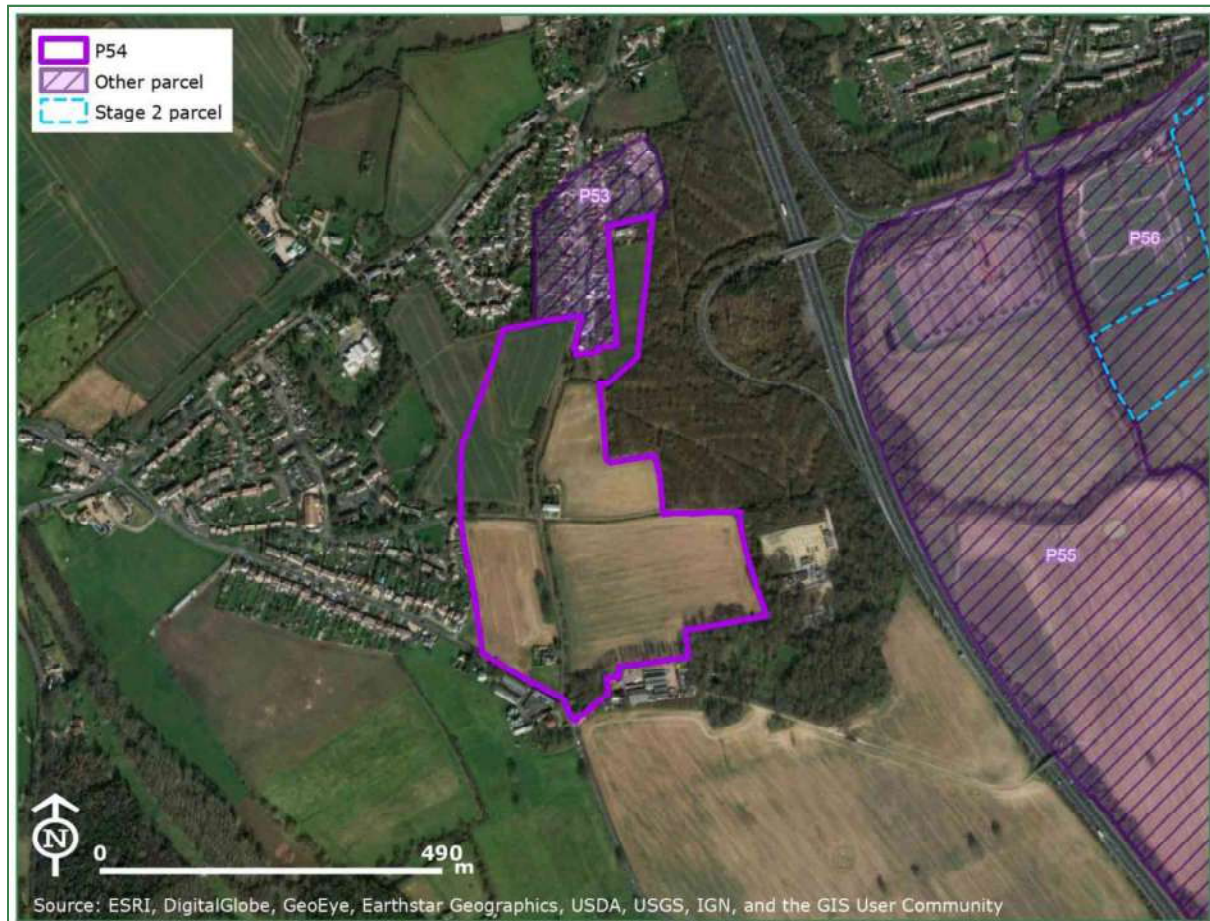 P54
Other parcel
Stage 2 parcel
P53
P56
P55
N
0 490
m
Source: ESRI, DigitalGlobe, GeoEye, Earthstar Geographics, USDA, USGS, IGN, and the GIS User Community